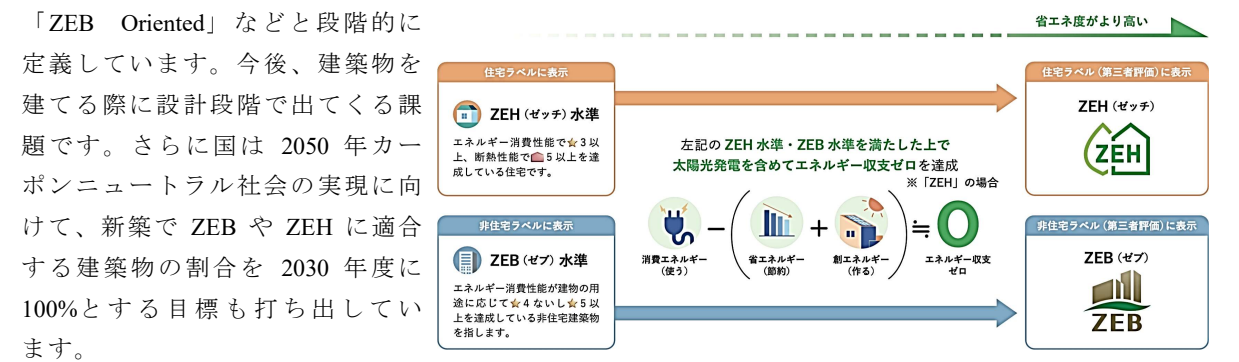 「ZEB　Oriented」などと段階的に
定義しています。今後、建築物を
建てる際に設計段階で出てくる課
題です。さらに国は 2050 年カー
ボンニュートラル社会の実現に向
けて、新築で ZEB や ZEH に適合
する建築物の割合を 2030 年度に
100%とする目標も打ち出してい
ます。
省エネ度がより高い
住宅ラベルに表示
ZEH（ゼッチ）水準
エネルギー消費性能で★3以
上、断熱性能で5以上を達
成している住宅です。
非住宅ラベルに表示
ZEB（ゼブ）水準
エネルギー消費性能が建物の用
途に応じて★4ないし★5以
上を達成している非住宅建築物
を指します。
左記の ZEH 水準・ZEB 水準を満たした上で
太陽光発電を含めてエネルギー収支ゼロを達成
※「ZEH」の場合
－（＋）≒0
消費エネルギー
（使う）
省エネルギー
（節約）
創エネルギー
（作る）
エネルギー収支
ゼロ
住宅ラベル（第三者評価）に表示
ZEH（ゼッチ）
ZEH
非住宅ラベル（第三者評価）に表示
ZEB（ゼブ）
ZEB